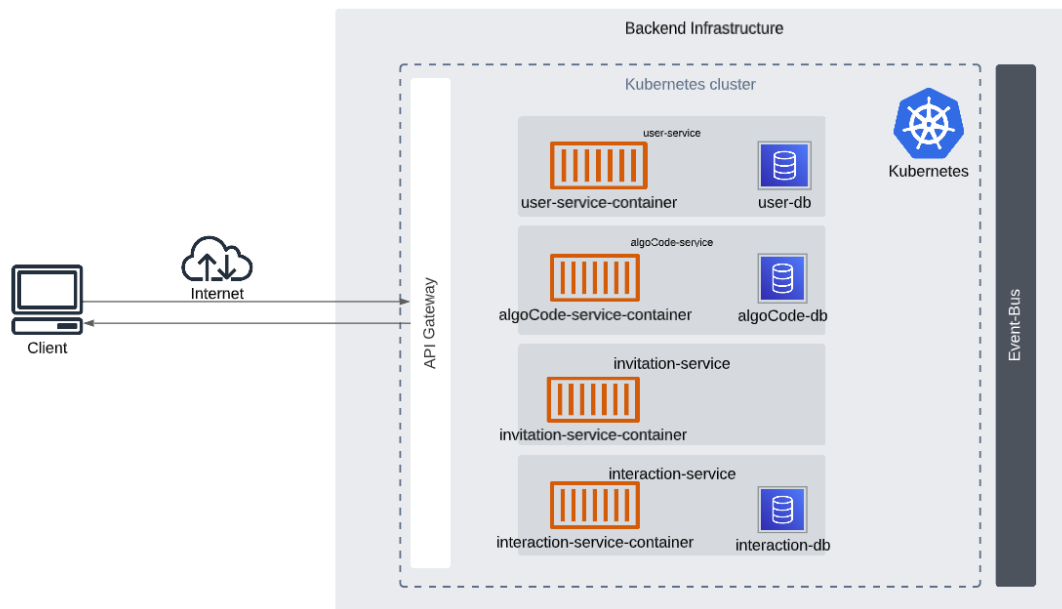 Backend Infrastructure
Kubernetes cluster
Kubernetes
user-service
user-service-container
user-db
algoCode-service
algoCode-service-container
algoCode-db
invitation-service
invitation-service-container
interaction-service
interaction-service-container
interaction-db
API Gateway
Event-Bus
Internet
Client